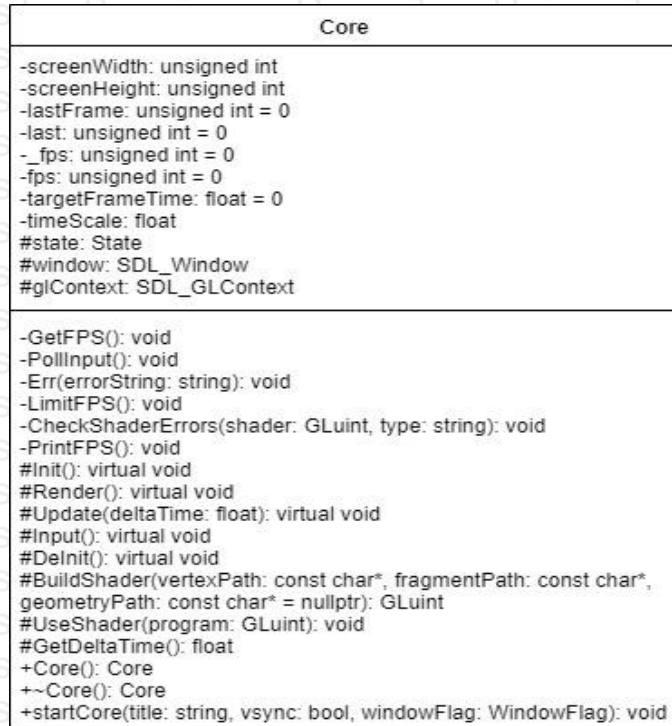 Core
-screenWidth: unsigned int
-screenHeight: unsigned int
-lastFrame: unsigned int = 0
-last: unsigned int = 0
-_fps: unsigned int = 0
-fps: unsigned int = 0
-targetFrameTime: float = 0
-timeScale: float
#state: State
#window: SDL_Window
#glContext: SDL_GLContext
-GetFPS(): void
-PollInput(): void
-Err(errorString: string): void
-LimitFPS(): void
-CheckShaderErrors(shader: GLuint, type: string): void
-PrintFPS(): void
#Init(): virtual void
#Render(): virtual void
#Update(deltaTime: float): virtual void
#Input(): virtual void
#DeInit(): virtual void
#BuildShader(vertexPath: const char*, fragmentPath: const char*,
geometryPath: const char* = nullptr): GLuint
#UseShader(program: GLuint): void
#GetDeltaTime(): float
+Core(): Core
+~Core(): Core
+startCore(title: string, vsync: bool, windowFlag: WindowFlag): void